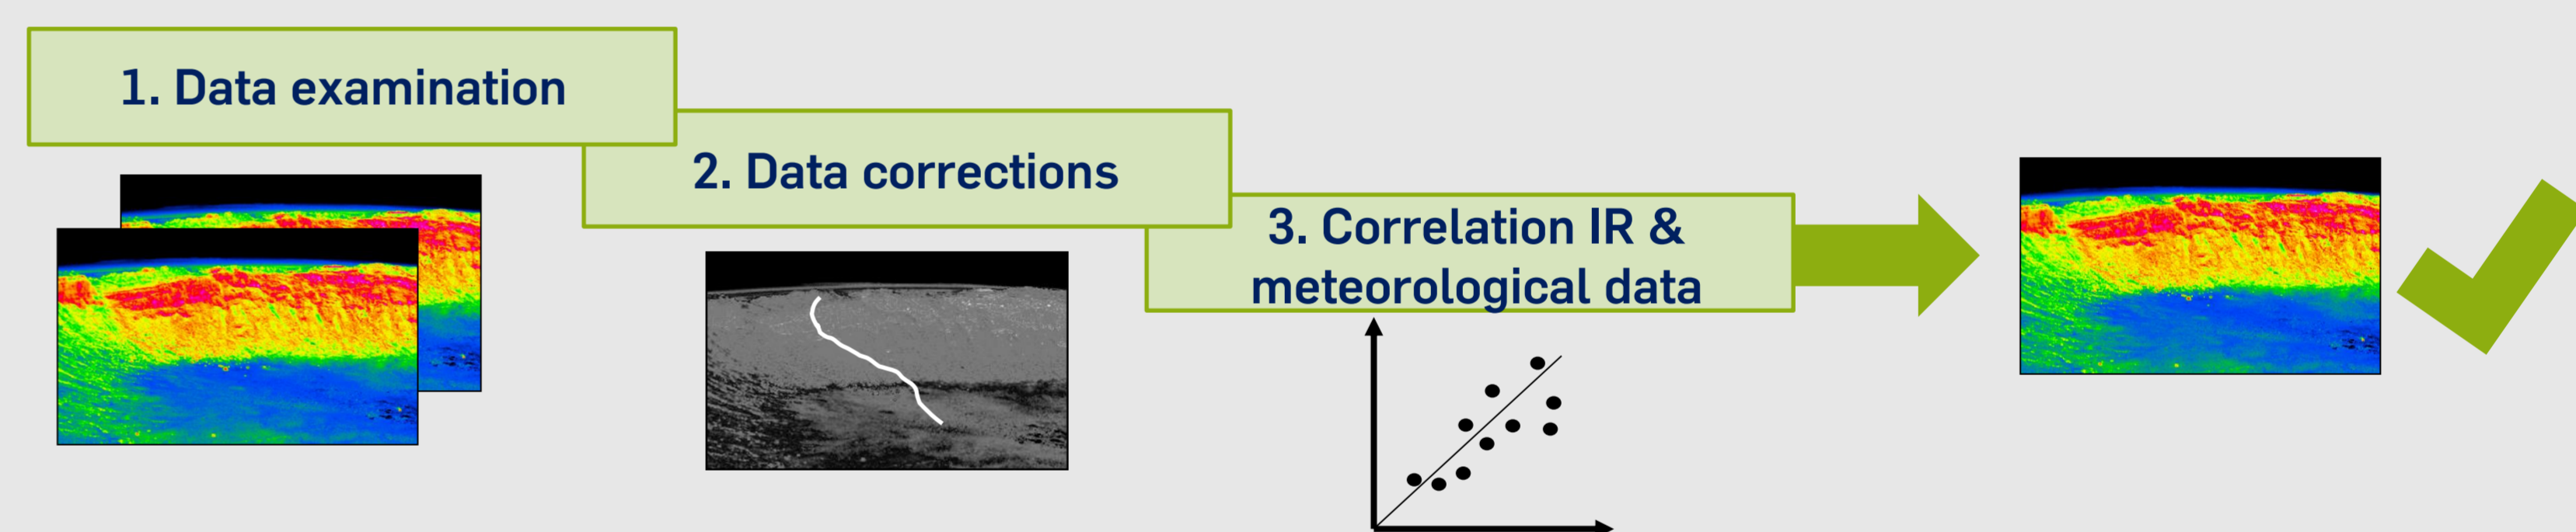 1. Data examination
2. Data corrections
3. Correlation IR &
meteorological data